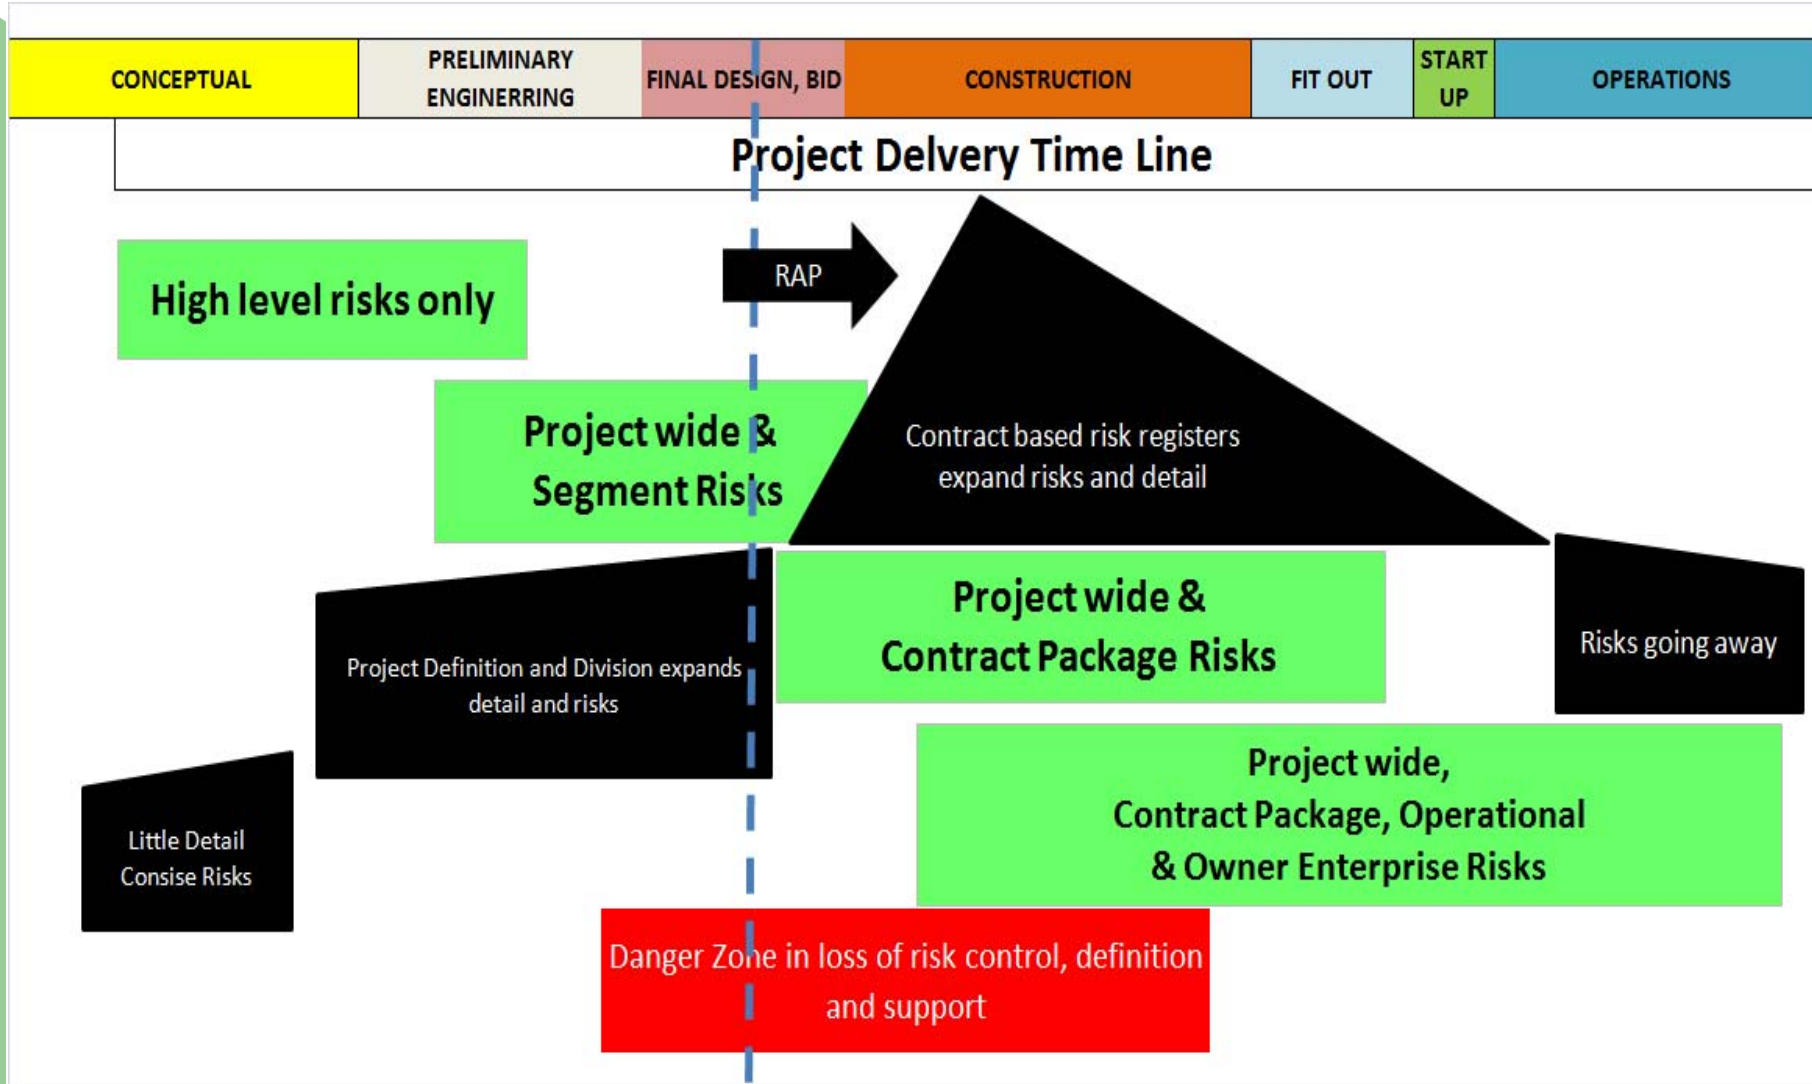 CONCEPTUAL
PRELIMINARY
ENGINERRING
FINAL DESIGN, BID
CONSTRUCTION
FIT OUT
START
UP
OPERATIONS
Project Delvery Time Line
RAP
High level risks only
Project wide &
Segment Risks
Contract based risk registers
expand risks and detail
Project wide &
Contract Package Risks
Risks going away
Project Definition and Division expands
detail and risks
Project wide,
Contract Package, Operational
& Owner Enterprise Risks
Little Detail
Consise Risks
Danger Zone in loss of risk control, definition
and support